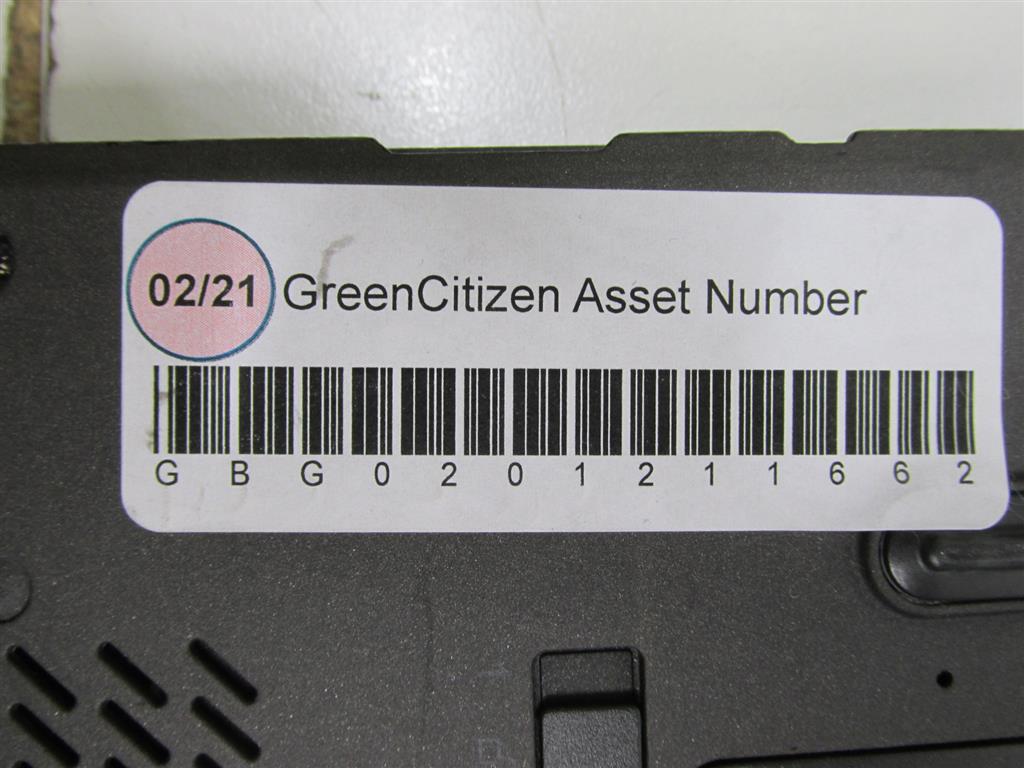 02/21 GreenCitizen Asset Number
G B G 0 2 0 1 2 1 1 6 6 2